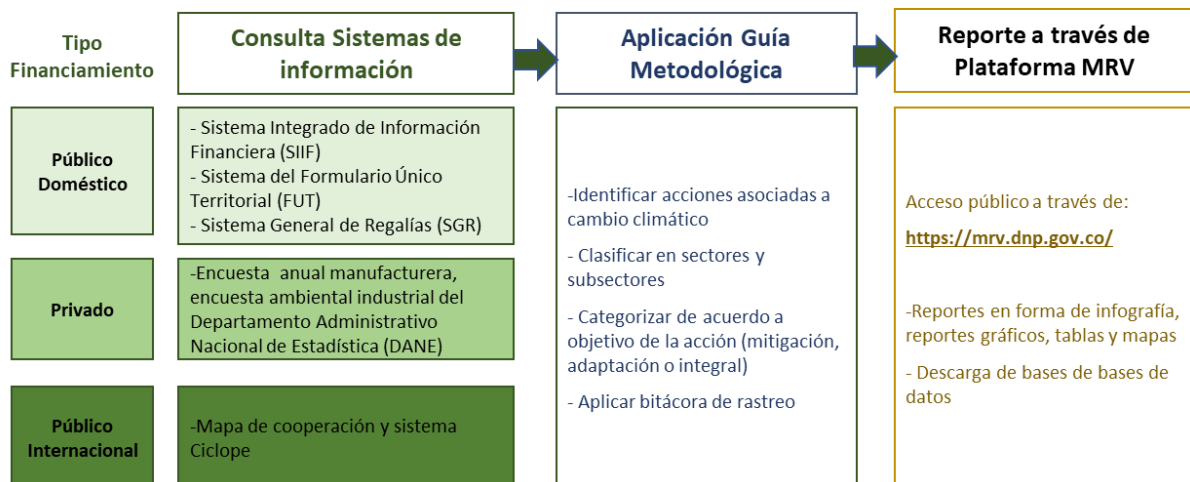 Tipo
Financiamiento
Consulta Sistemas de
información
Aplicación Guía
Metodológica
Reporte a través de
Plataforma MRV
Público
Doméstico
- Sistema Integrado de Información
Financiera (SIIF)
- Sistema del Formulario Único
Territorial (FUT)
- Sistema General de Regalías (SGR)
Privado
-Encuesta anual manufacturera,
encuesta ambiental industrial del
Departamento Administrativo
Nacional de Estadística (DANE)
Público
Internacional
-Mapa de cooperación y sistema
Ciclope
-Identificar acciones asociadas a
cambio climático
- Clasificar en sectores y
subsectores
- Categorizar de acuerdo a
objetivo de la acción (mitigación,
adaptación o integral)
- Aplicar bitácora de rastreo
Acceso público a través de:
https://mrv.dnp.gov.co/
-Reportes en forma de infografía,
reportes gráficos, tablas y mapas
- Descarga de bases de bases de
datos